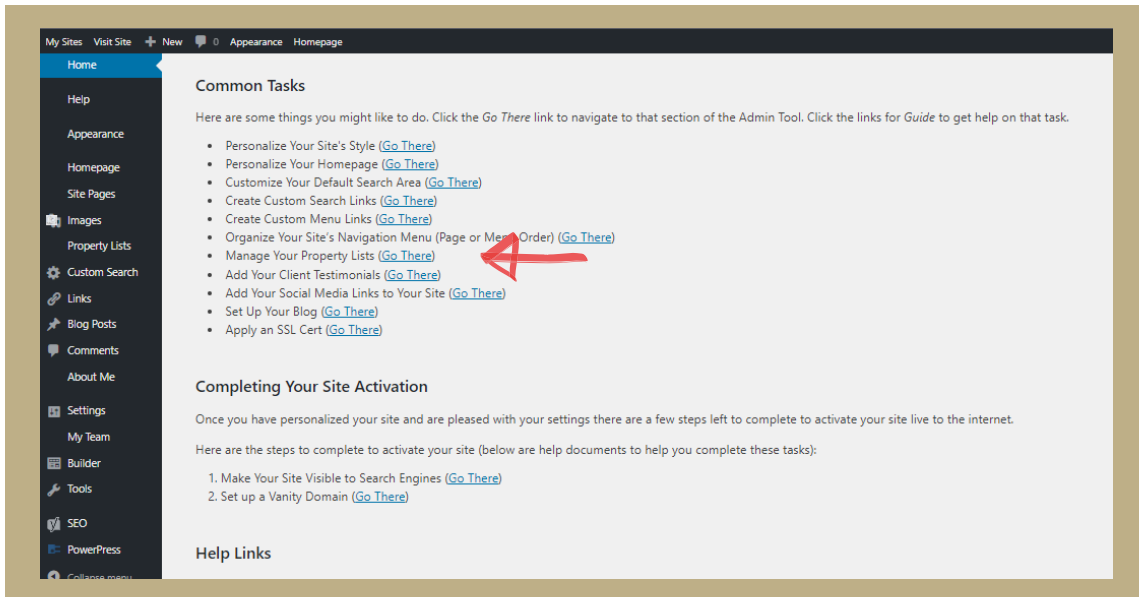 My Sites Visit Site New 0 Appearance Homepage
Home
Help
Appearance
Homepage
Site Pages
Images
Property Lists
Custom Search
Links
Blog Posts
Comments
About Me
Settings
My Team
Builder
Tools
SEO
PowerPress
Collapse menu
Common Tasks
Here are some things you might like to do. Click the Go There link to navigate to that section of the Admin Tool. Click the links for Guide to get help on that task.
• Personalize Your Site's Style (Go There)
• Personalize Your Homepage (Go There)
• Customize Your Default Search Area (Go There)
• Create Custom Search Links (Go There)
• Create Custom Menu Links (Go There)
• Organize Your Site's Navigation Menu (Page or Menu Order) (Go There)
• Manage Your Property Lists (Go There)
• Add Your Client Testimonials (Go There)
• Add Your Social Media Links to Your Site (Go There)
• Set Up Your Blog (Go There)
• Apply an SSL Cert (Go There)
Completing Your Site Activation
Once you have personalized your site and are pleased with your settings there are a few steps left to complete to activate your site live to the internet.
Here are the steps to complete to activate your site (below are help documents to help you complete these tasks):
1. Make Your Site Visible to Search Engines (Go There)
2. Set up a Vanity Domain (Go There)
Help Links